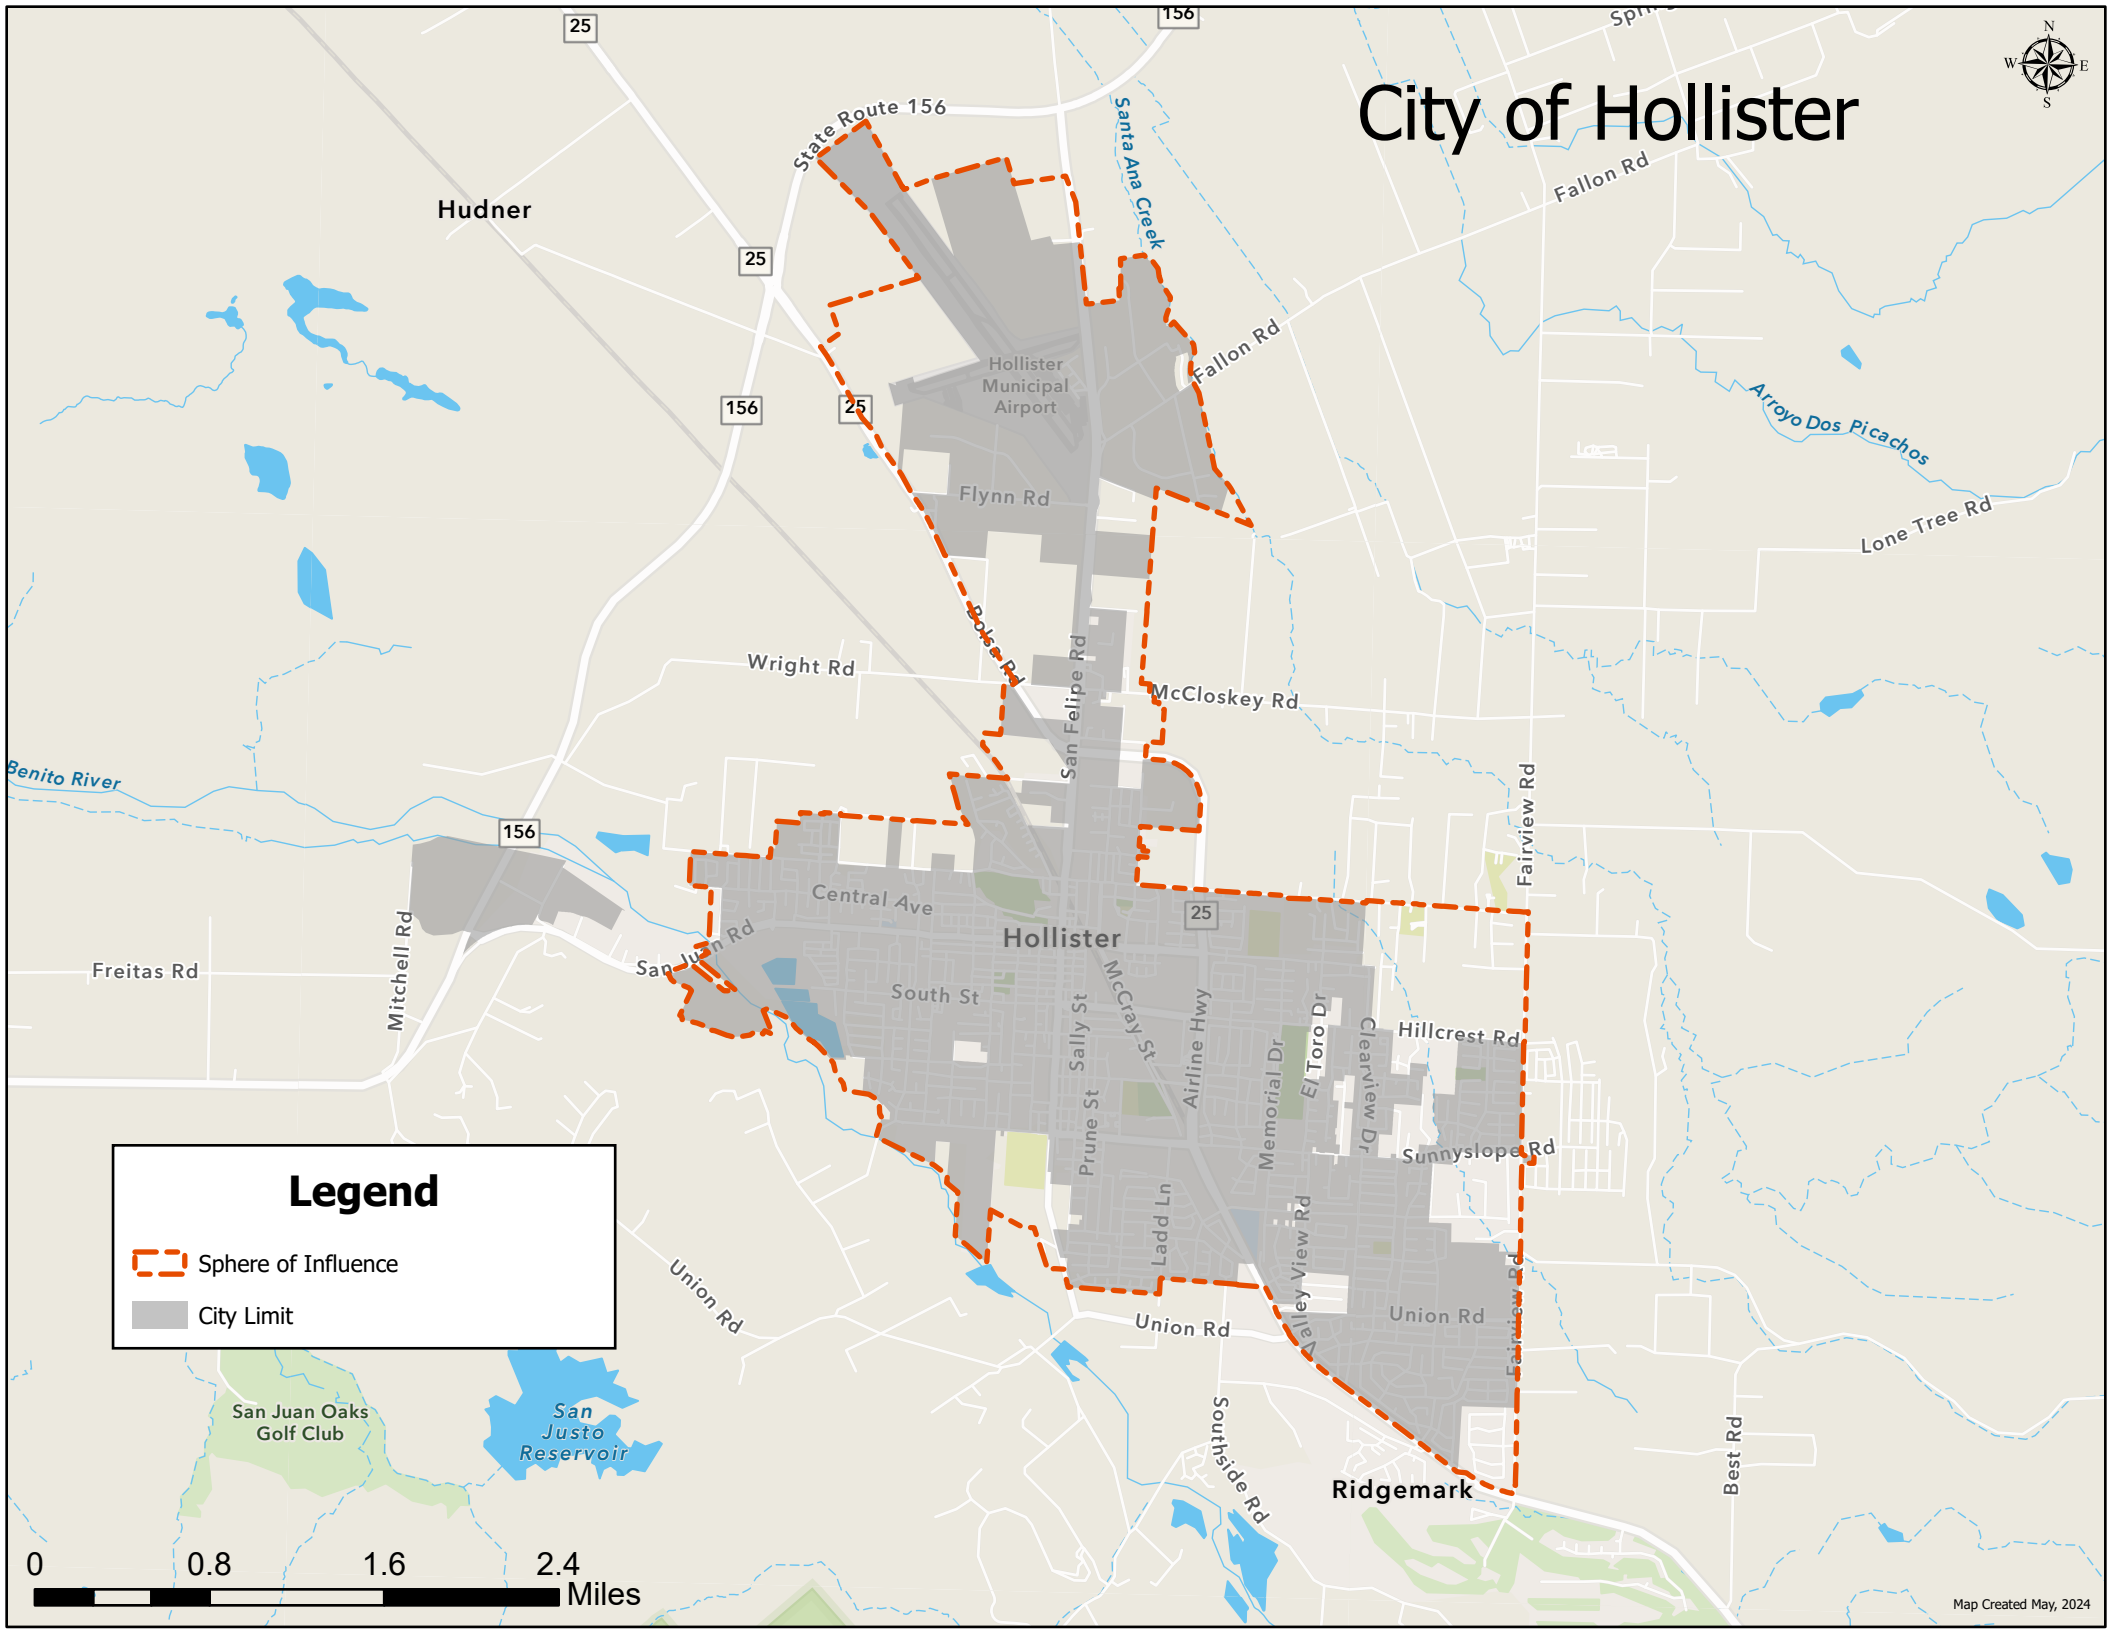 25
156
N
W
E
S
Spring
City of Hollister
State Route 156
Santa Ana Creek
Fallon Rd
Hudner
25
Fallon Rd
Hollister
Municipal
Airport
156
25
Arroyo Dos Picachos
Flynn Rd
Lone Tree Rd
Bolsa Rd
Wright Rd
San Felipe Rd
McCloskey Rd
Benito River
156
Fairview Rd
Central Ave
25
Hollister
San Juan Rd
Freitas Rd
Mitchell Rd
South St
Sally St
McCray St
Airline Hwy
El Toro Dr
Clearview Dr
Hillcrest Rd
Memorial Dr
Prune St
Sunnyslope Rd
Legend
Sphere of Influence
City Limit
Union Rd
Ladd Ln
Valley View Rd
Union Rd
Union Rd
Fairview Rd
San Juan Oaks
Golf Club
San
Justo
Reservoir
Southside Rd
Ridgemark
Best Rd
0
0.8
1.6
2.4
Miles
Map Created May, 2024